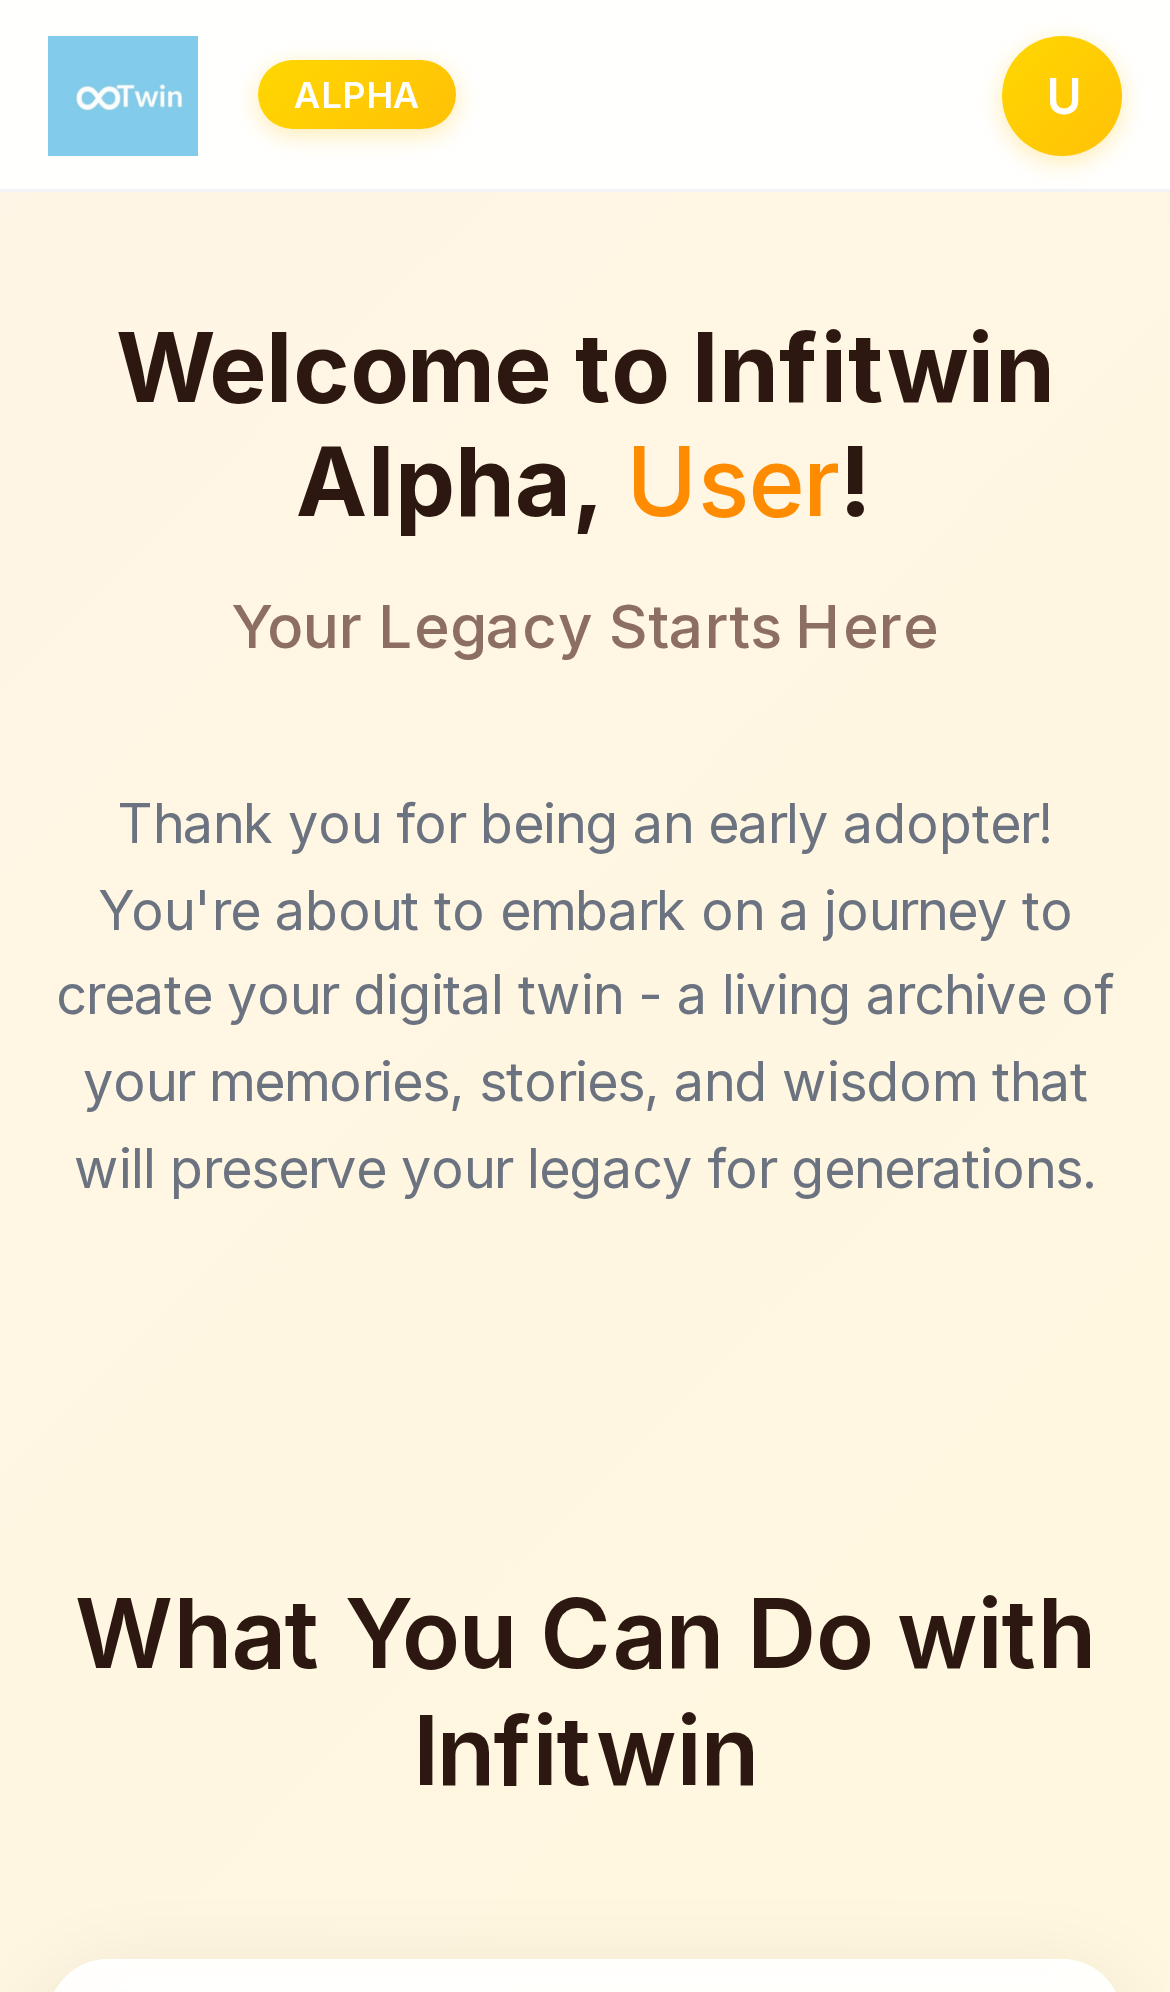 ∞Twin
ALPHA
U
Welcome to Infitwin
Alpha, User!
Your Legacy Starts Here
Thank you for being an early adopter!
You're about to embark on a journey to
create your digital twin - a living archive of
your memories, stories, and wisdom that
will preserve your legacy for generations.
What You Can Do with
Infitwin